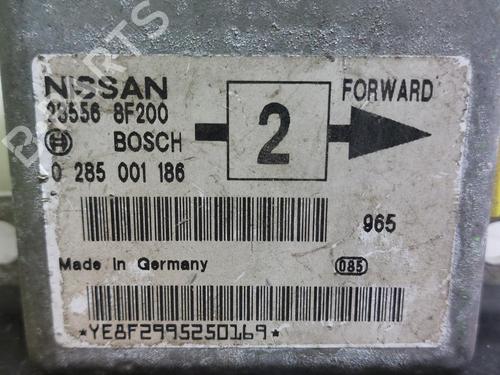 NISSAN
FORWARD
28556 8F200
2
BOSCH
0 285 001 186
965
Made in Germany
085
*YE8F2995250169*